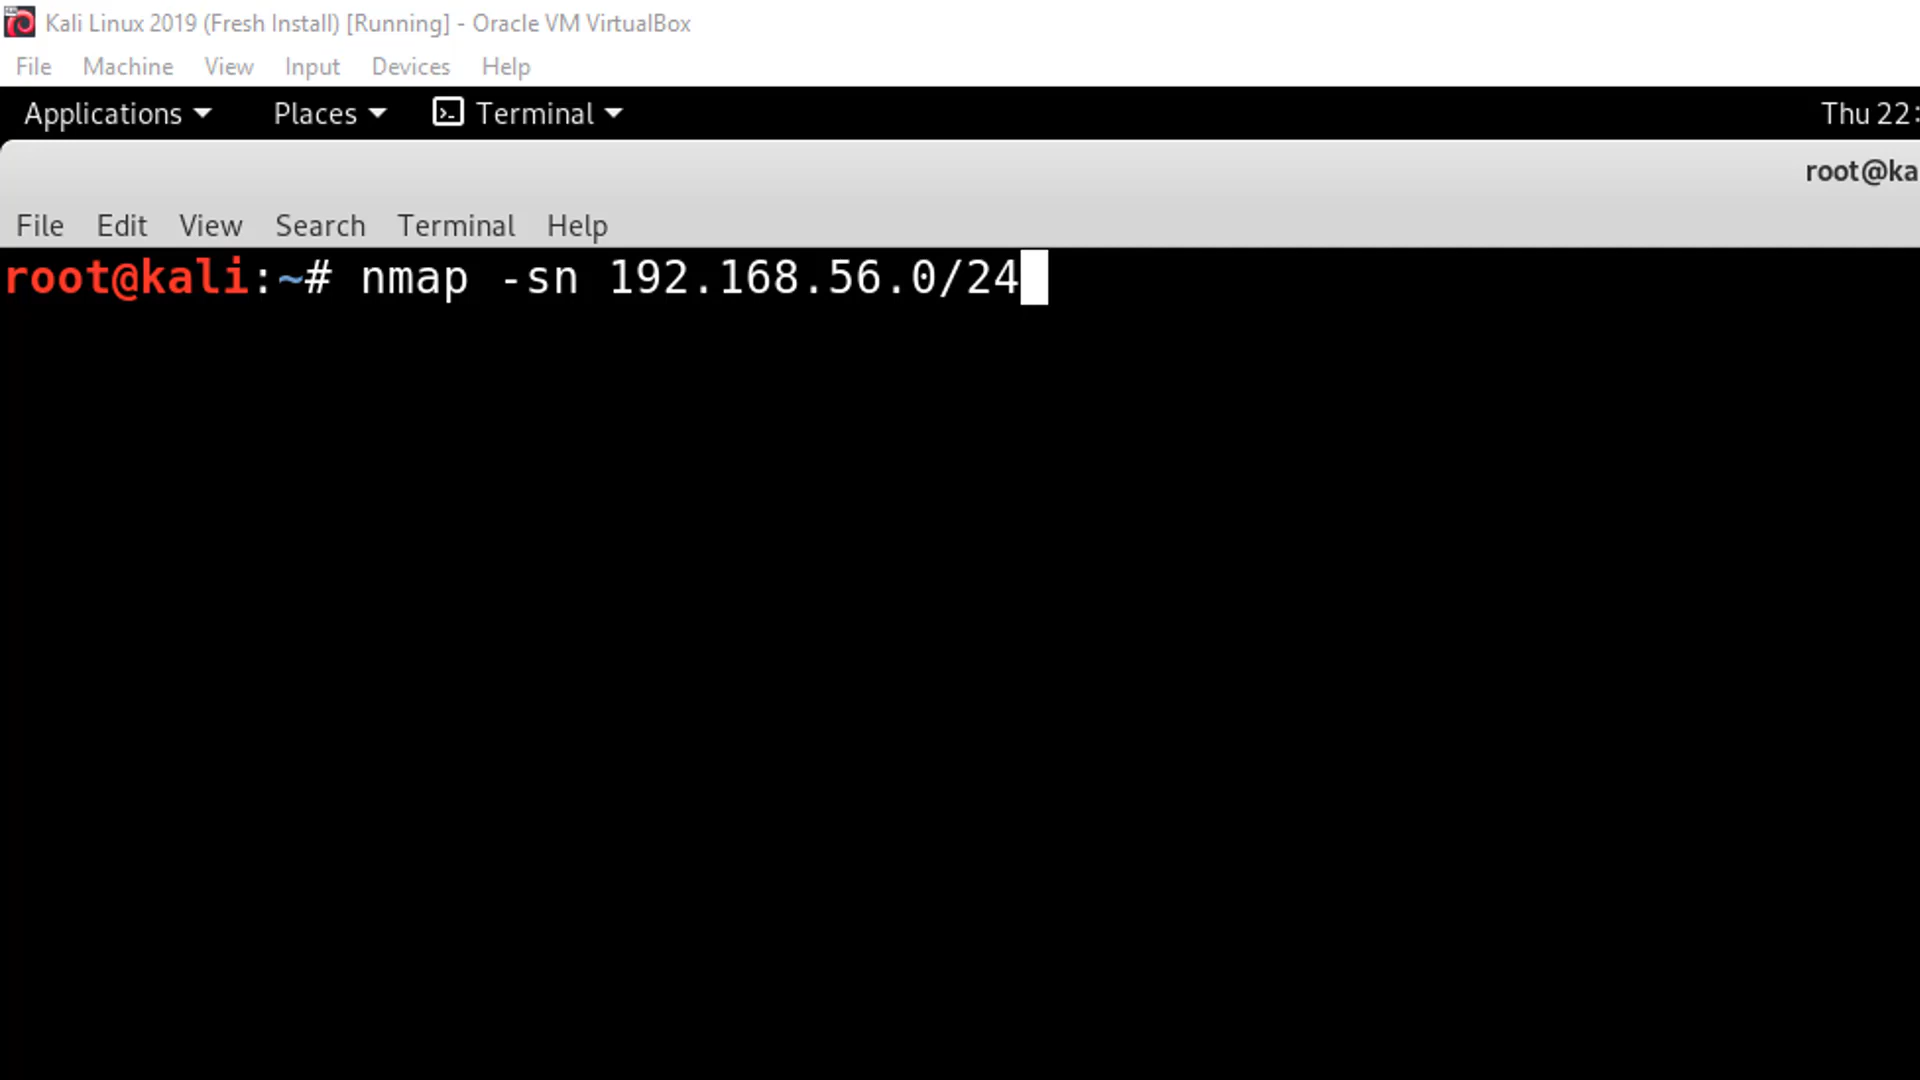 Kali Linux 2019 (Fresh Install) [Running] - Oracle VM VirtualBox
File Machine View Input Devices Help
Applications Places Terminal Thu 22:
root@ka
File Edit View Search Terminal Help
root@kali:~# nmap -sn 192.168.56.0/24